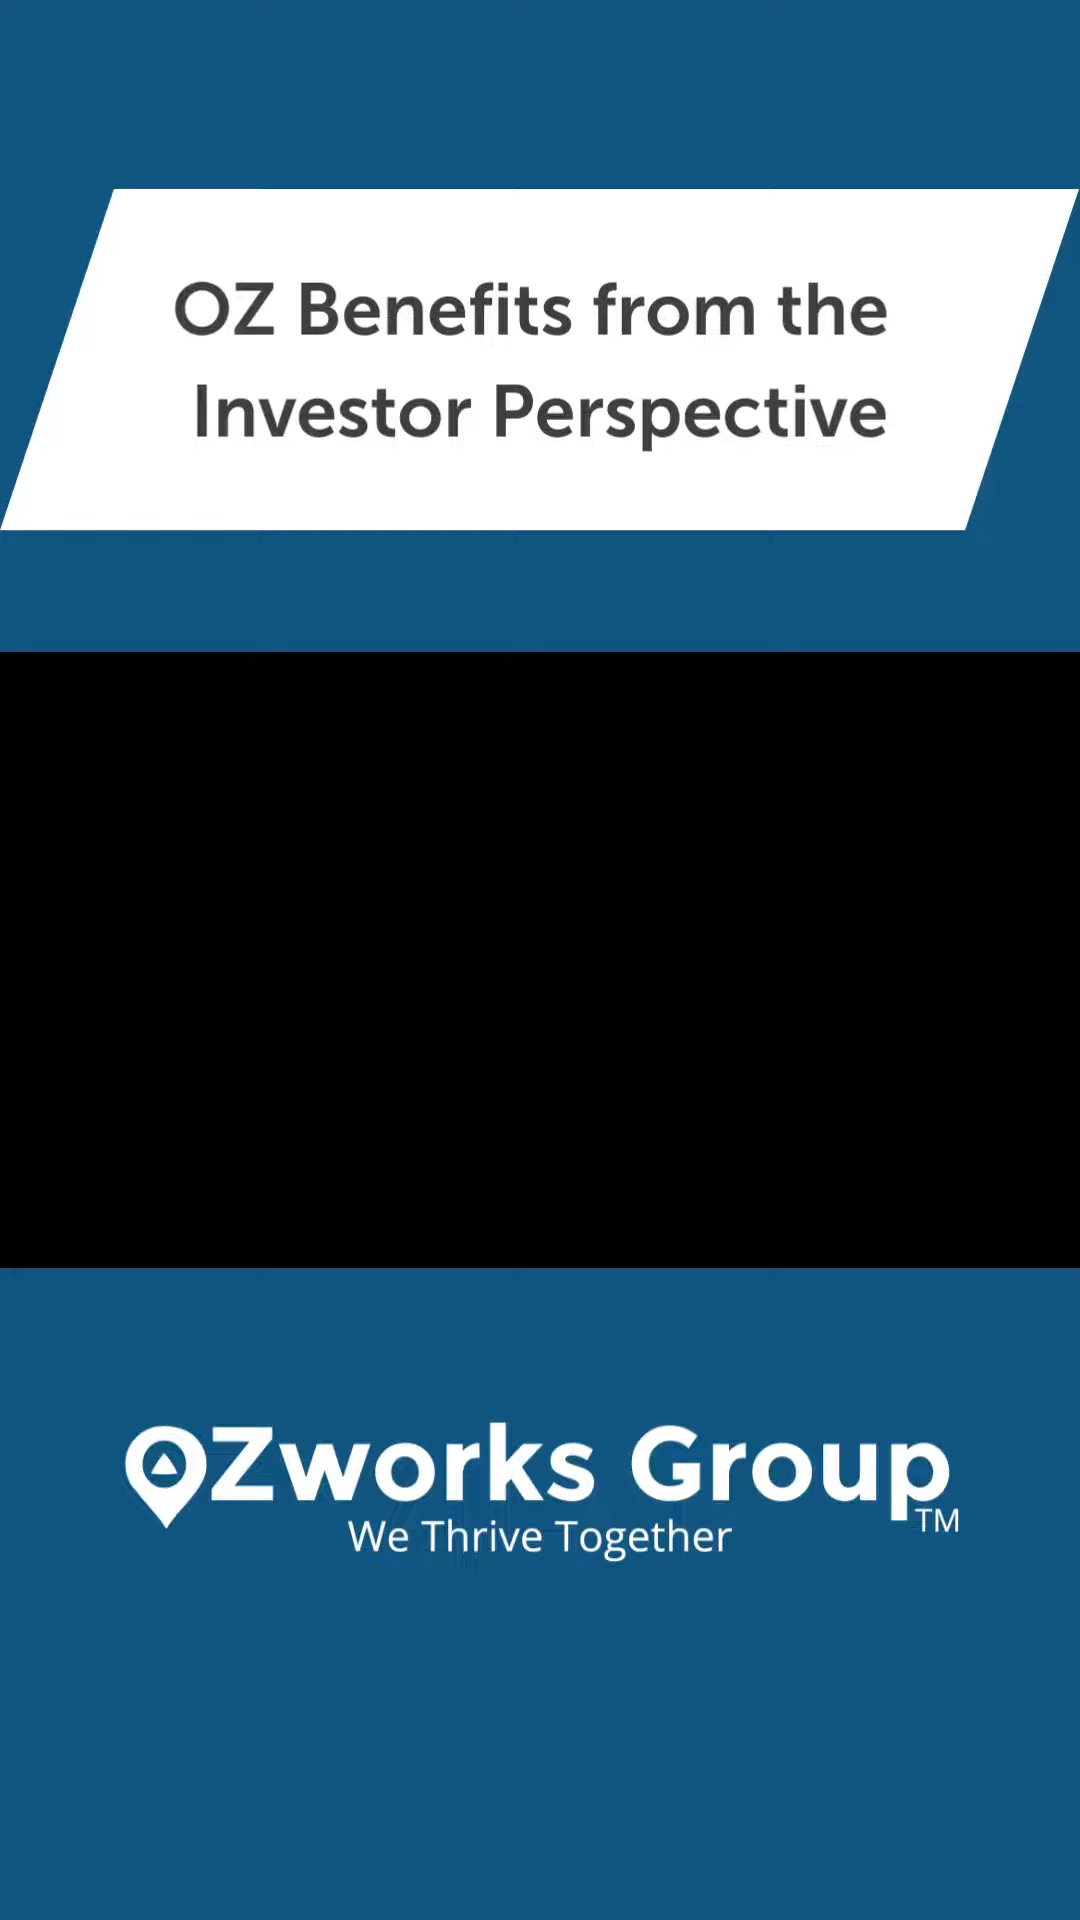 OZ Benefits from the
Investor Perspective
OZworks Group
TM
We Thrive Together